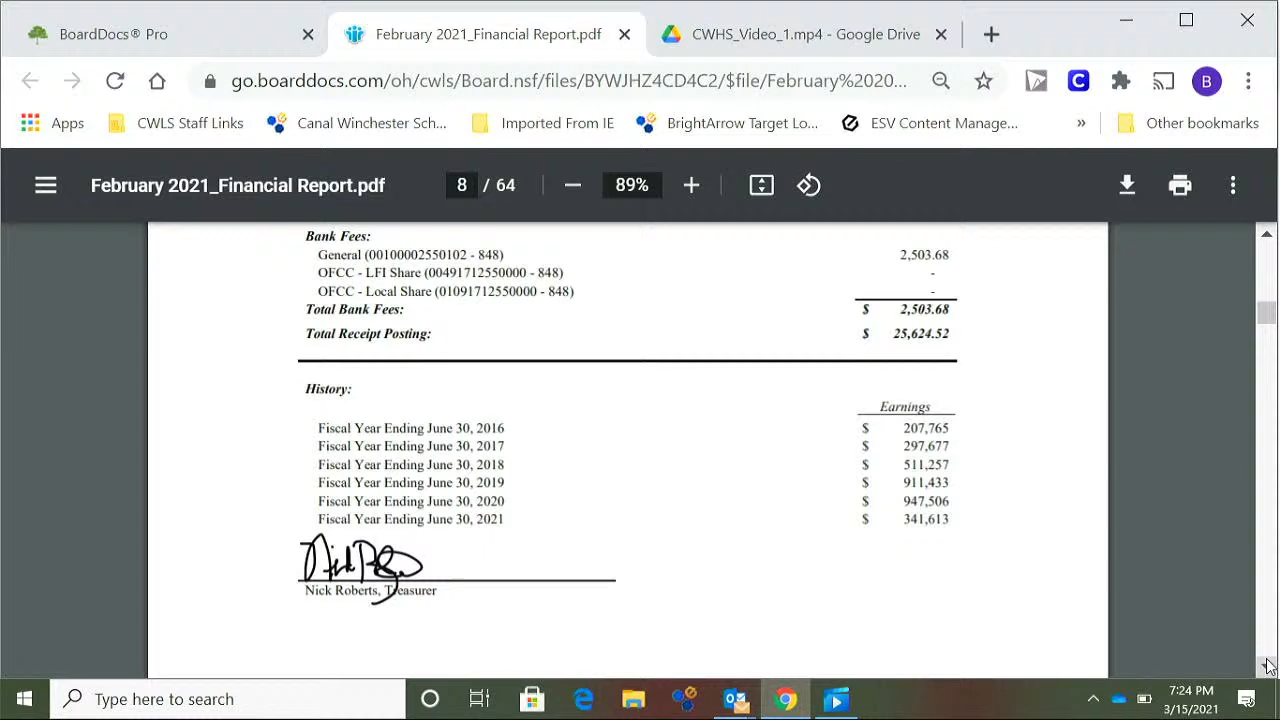 BoardDocs® Pro
February 2021_Financial Report.pdf
CWHS_Video_1.mp4 - Google Drive
go.boarddocs.com/oh/cwls/Board.nsf/files/BYWJHZ4CD4C2/$file/February%2020...
B
Apps
CWLS Staff Links
Canal Winchester Sch...
Imported From IE
BrightArrow Target Lo...
ESV Content Manage...
»
Other bookmarks
February 2021_Financial Report.pdf
8 / 64
89%
Bank Fees:
General (00100002550102 - 848) 2,503.68
OFCC - LFI Share (00491712550000 - 848) -
OFCC - Local Share (01091712550000 - 848) -
Total Bank Fees: $ 2,503.68
Total Receipt Posting: $ 25,624.52
History:
Earnings
Fiscal Year Ending June 30, 2016 $ 207,765
Fiscal Year Ending June 30, 2017 $ 297,677
Fiscal Year Ending June 30, 2018 $ 511,257
Fiscal Year Ending June 30, 2019 $ 911,433
Fiscal Year Ending June 30, 2020 $ 947,506
Fiscal Year Ending June 30, 2021 $ 341,613
Nick Roberts, Treasurer
Type here to search
7:24 PM
3/15/2021